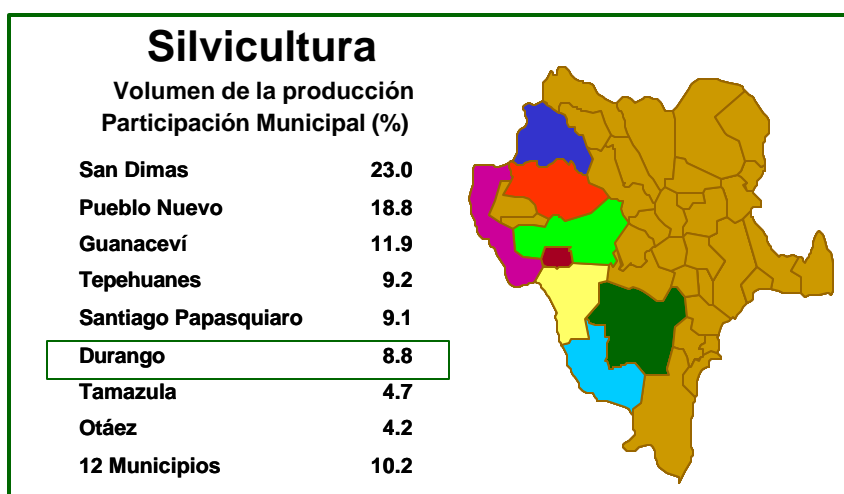 Silvicultura
Volumen de la producción
Participación Municipal (%)
San Dimas 23.0
Pueblo Nuevo 18.8
Guanaceví 11.9
Tepehuanes 9.2
Santiago Papasquiaro 9.1
Durango 8.8
Tamazula 4.7
Otáez 4.2
12 Municipios 10.2